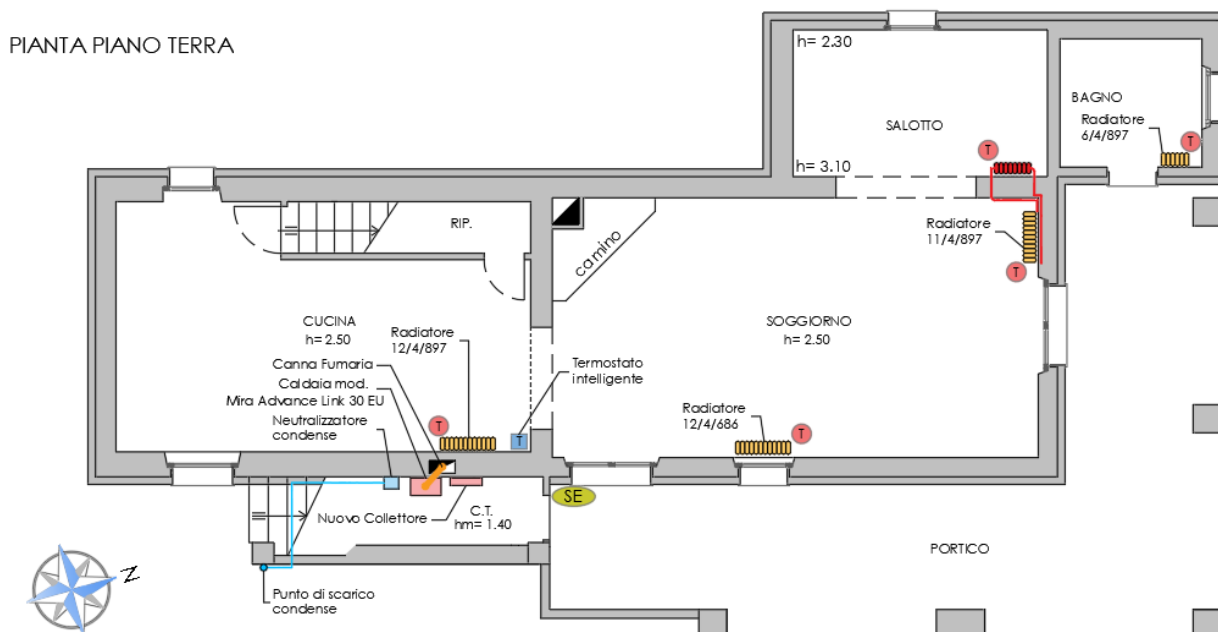 PIANTA PIANO TERRA
h= 2.30
SALOTTO
h= 3.10
T
BAGNO
Radiatore
6/4/897
T
RIP.
camino
Radiatore
11/4/897
T
CUCINA
h= 2.50
Radiatore
12/4/897
Canna Fumaria
Caldaia mod.
Mira Advance Link 30 EU
Neutralizzatore
condense
T
T
Termostato
intelligente
SOGGIORNO
h= 2.50
Radiatore
12/4/686
T
SE
Nuovo Collettore
C.T.
hm= 1.40
PORTICO
Punto di scarico
condense
N